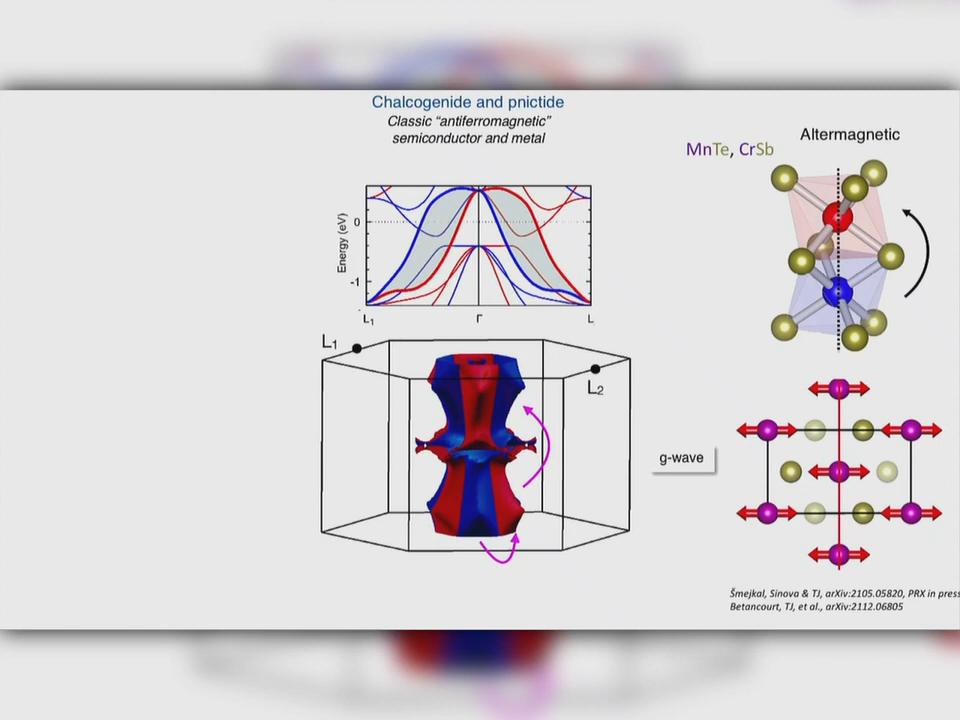 Chalcogenide and pnictide
Classic “antiferromagnetic”
semiconductor and metal
Altermagnetic
MnTe, CrSb
Energy (eV)
0
-1
L1
Γ
L
L1
L2
g-wave
Šmejkal, Sinova & TJ, arXiv:2105.05820, PRX in press
Betancourt, TJ, et al., arXiv:2112.06805